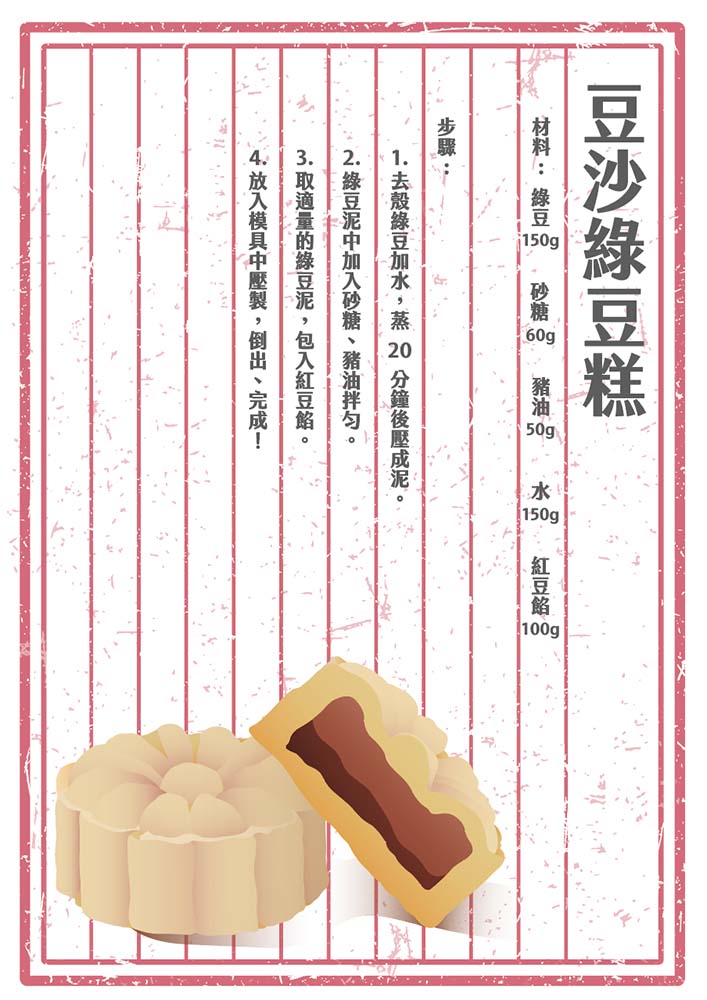 豆沙綠豆糕
材料：綠豆150g 砂糖60g 豬油50g 水150g 紅豆餡100g
步驟：
1. 去殼綠豆加水，蒸 20 分鐘後壓成泥。
2. 綠豆泥中加入砂糖、豬油拌勻。
3. 取適量的綠豆泥，包入紅豆餡。
4. 放入模具中壓製，倒出、完成！